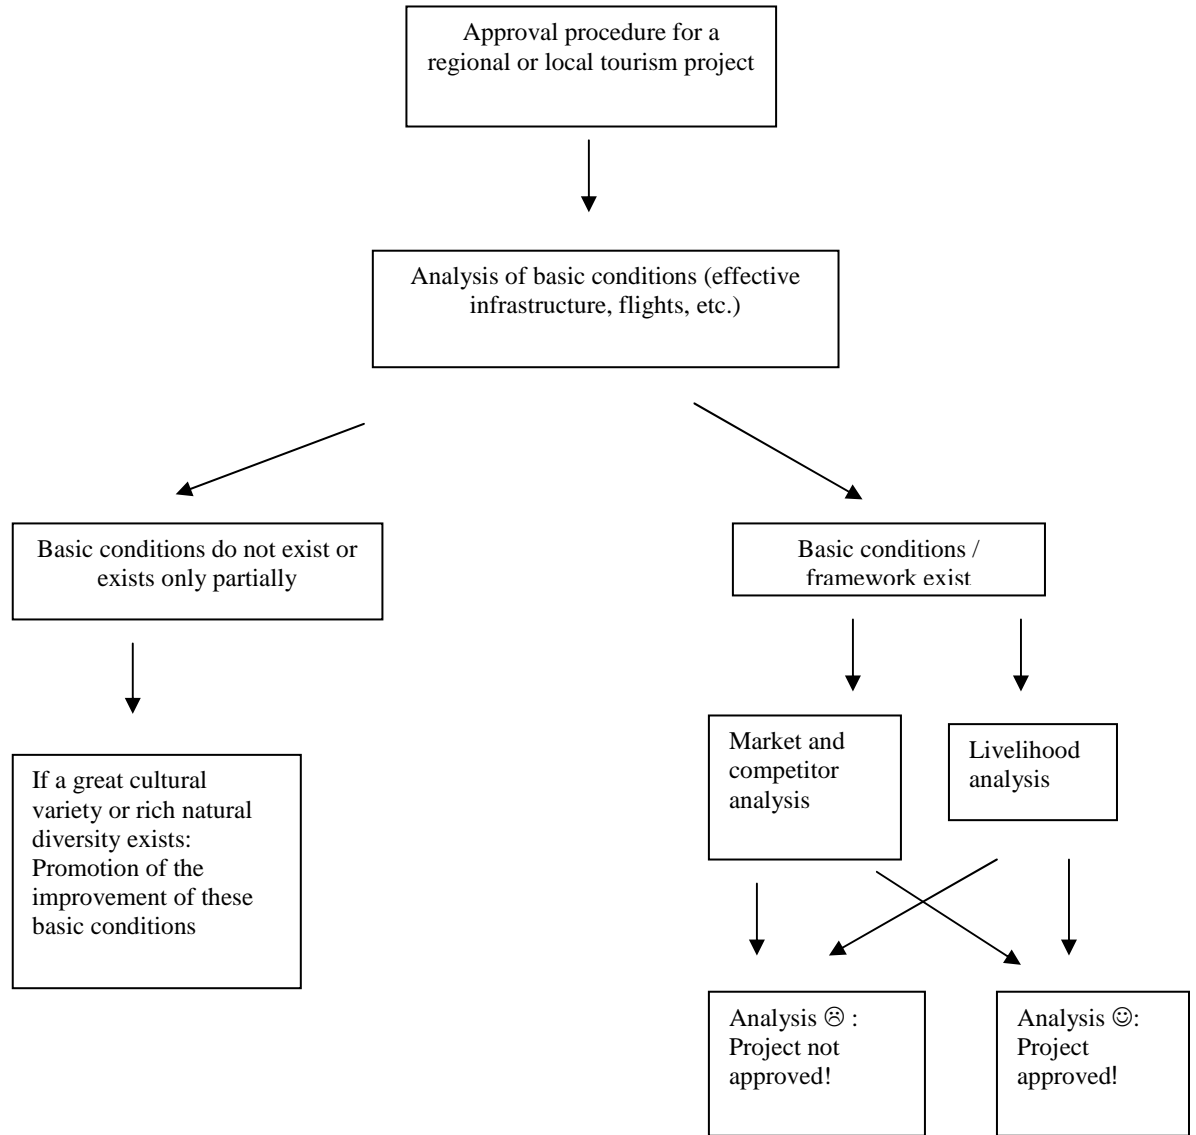 Approval procedure for a
regional or local tourism project
Analysis of basic conditions (effective
infrastructure, flights, etc.)
Basic conditions do not exist or
exists only partially
Basic conditions /
framework exist
If a great cultural
variety or rich natural
diversity exists:
Promotion of the
improvement of these
basic conditions
Market and
competitor
analysis
Livelihood
analysis
Analysis ☹ :
Project not
approved!
Analysis ☺:
Project
approved!